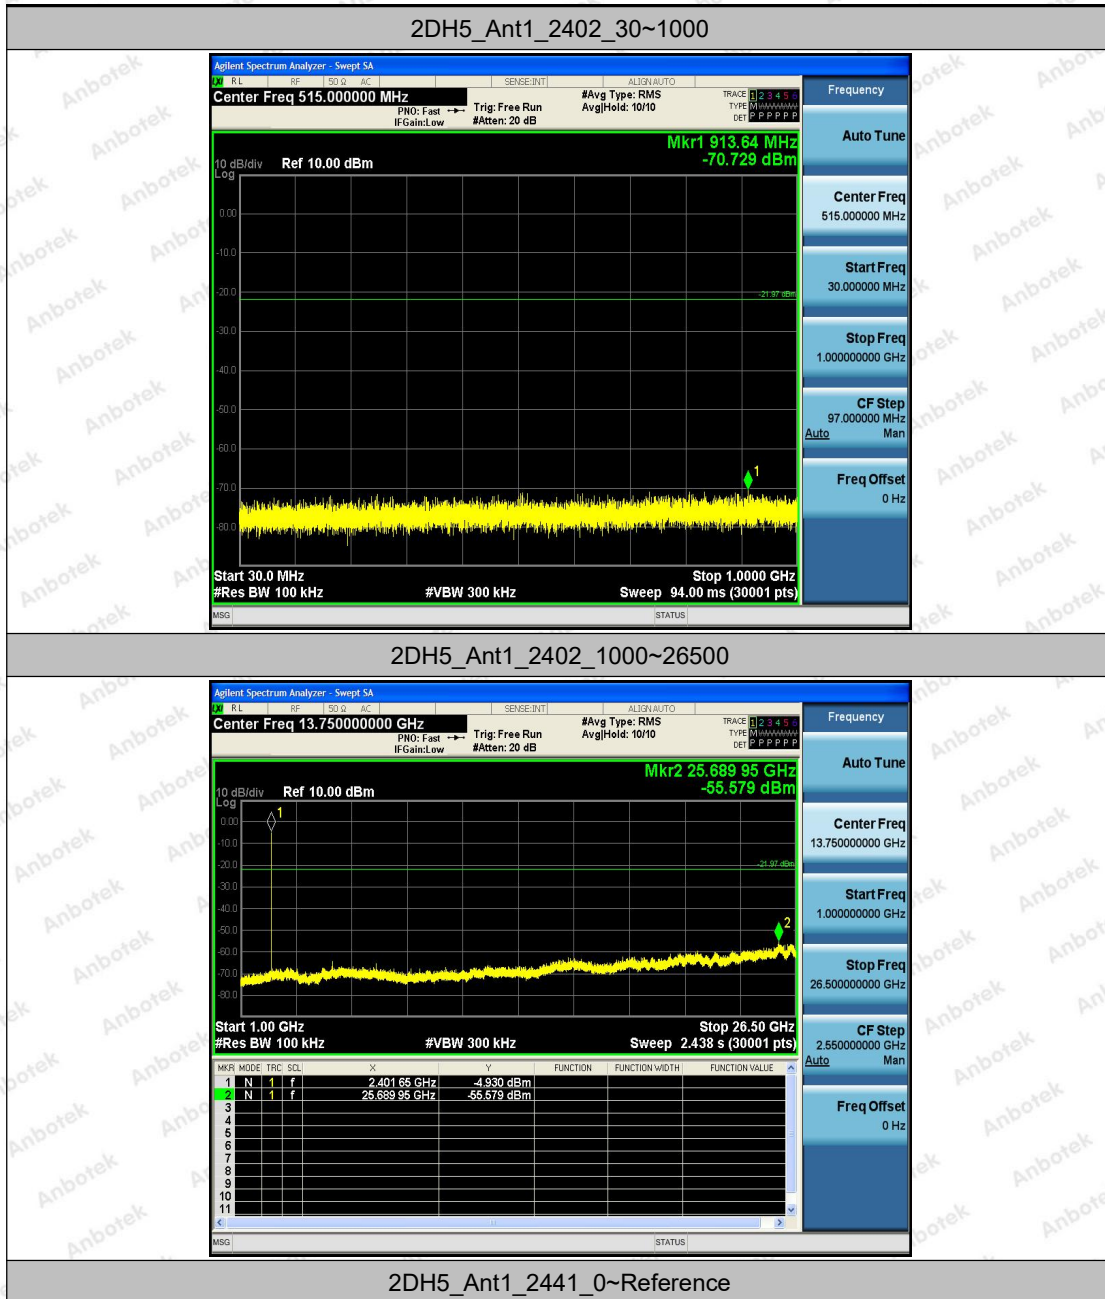 2DH5_Ant1_2402_30~1000
Agilent Spectrum Analyzer - Swept SA
RL RF 50 Ω AC SENSE:INT ALIGN AUTO
Center Freq 515.000000 MHz
PNO: Fast
IFGain:Low
Trig: Free Run
#Atten: 20 dB
#Avg Type: RMS
Avg|Hold: 10/10
TRACE 1 2 3 4 5 6
TYPE M
DET P P P P P P
Frequency
Mkr1 913.64 MHz
-70.729 dBm
10 dB/div
Log
Ref 10.00 dBm
0.00
-10.0
-20.0
-30.0
-40.0
-50.0
-60.0
-70.0
-80.0
-21.97 dBm
1
Start 30.0 MHz
Stop 1.0000 GHz
#Res BW 100 kHz
#VBW 300 kHz
Sweep 94.00 ms (30001 pts)
MSG
STATUS
Auto Tune
Center Freq
515.000000 MHz
Start Freq
30.000000 MHz
Stop Freq
1.000000000 GHz
CF Step
97.000000 MHz
Auto Man
Freq Offset
0 Hz
2DH5_Ant1_2402_1000~26500
Agilent Spectrum Analyzer - Swept SA
RL RF 50 Ω AC SENSE:INT ALIGN AUTO
Center Freq 13.750000000 GHz
PNO: Fast
IFGain:Low
Trig: Free Run
#Atten: 20 dB
#Avg Type: RMS
Avg|Hold: 10/10
TRACE 1 2 3 4 5 6
TYPE M
DET P P P P P P
Frequency
Mkr2 25.689 95 GHz
-55.579 dBm
10 dB/div
Log
Ref 10.00 dBm
0.00
-10.0
-20.0
-30.0
-40.0
-50.0
-60.0
-70.0
-80.0
-21.97 dBm
1
2
Start 1.00 GHz
Stop 26.50 GHz
#Res BW 100 kHz
#VBW 300 kHz
Sweep 2.438 s (30001 pts)
MKR MODE TRC SCL X Y FUNCTION FUNCTION WIDTH FUNCTION VALUE
1 N 1 f 2.401 65 GHz -4.930 dBm
2 N 1 f 25.689 95 GHz -55.579 dBm
3
4
5
6
7
8
9
10
11
MSG
STATUS
Auto Tune
Center Freq
13.750000000 GHz
Start Freq
1.000000000 GHz
Stop Freq
26.500000000 GHz
CF Step
2.550000000 GHz
Auto Man
Freq Offset
0 Hz
2DH5_Ant1_2441_0~Reference